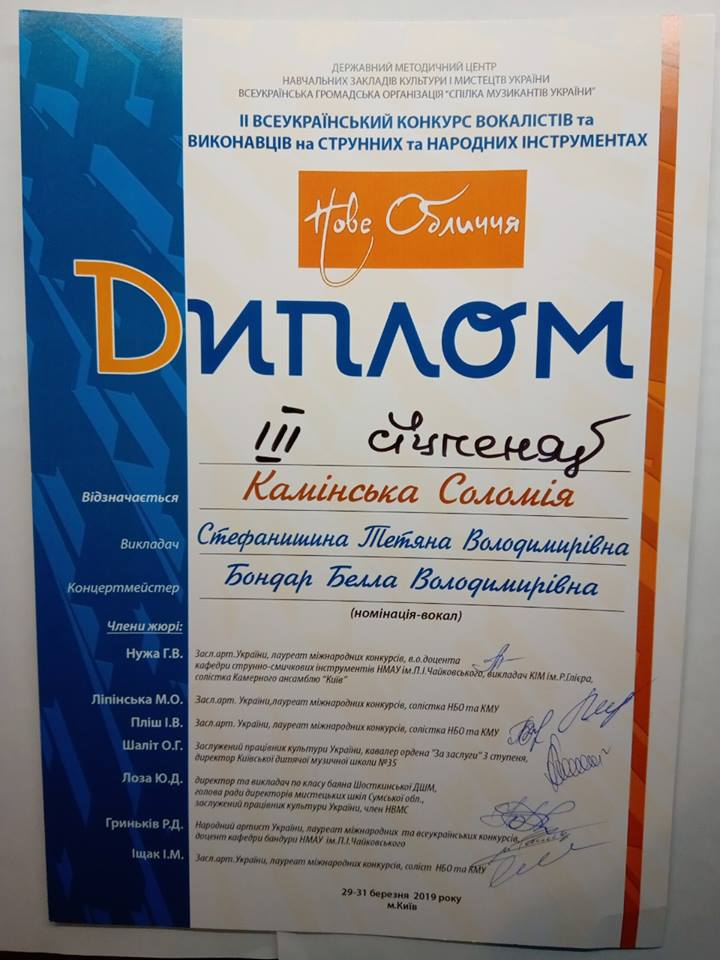 ДЕРЖАВНИЙ МЕТОДИЧНИЙ ЦЕНТР
НАВЧАЛЬНИХ ЗАКЛАДІВ КУЛЬТУРИ І МИСТЕЦТВ УКРАЇНИ
ВСЕУКРАЇНСЬКА ГРОМАДСЬКА ОРГАНІЗАЦІЯ "СПІЛКА МУЗИКАНТІВ УКРАЇНИ"
ІІ ВСЕУКРАЇНСЬКИЙ КОНКУРС ВОКАЛІСТІВ та
ВИКОНАВЦІВ на СТРУННИХ та НАРОДНИХ ІНСТРУМЕНТАХ
Нове Обличчя
Диплом
III ступеня
Відзначається Камінська Соломія
Викладач Стефанишина Тетяна Володимирівна
Концертмейстер Бондар Белла Володимирівна
(номінація-вокал)
Члени жюрі:
Нужа Г.В. Засл.арт.України, лауреат міжнародних конкурсів, в.о.доцента
кафедри струнно-смичкових інструментів НМАУ ім.П.І.Чайковського, викладач КІМ ім.Р.Глієра,
солістка Камерного ансамблю "Київ"
Ліпінська М.О. Засл.арт. України,лауреат міжнародних конкурсів, солістка НБО та КМУ
Пліш І.В. Засл.арт. України, лауреат міжнародних конкурсів, солістка НБО та КМУ
Шаліт О.Г. Заслужений працівник культури України, кавалер ордена "За заслуги" 3 ступеня,
директор Київської дитячої музичної школи №35
Лоза Ю.Д. директор та викладач по класу баяна Шосткинської ДШМ,
голова ради директорів мистецьких шкіл Сумської обл.,
заслужений працівник культури України, член НВМС
Гриньків Р.Д. Народний артист України, лауреат міжнародних та всеукраїнських конкурсів,
доцент кафедри бандури НМАУ ім.П.І.Чайковського
Іщак І.М. Засл.арт.України, лауреат міжнародних конкурсів, соліст НБО та КМУ
29-31 березня 2019 року
м.Київ